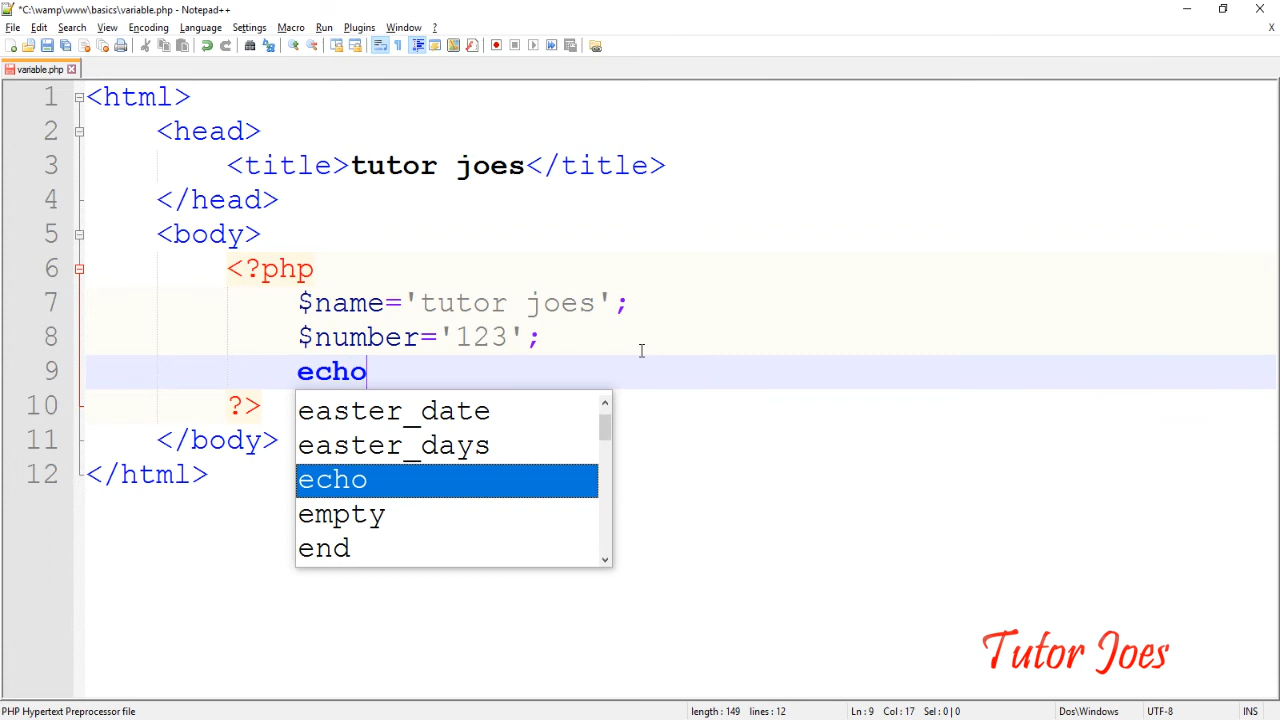 *C:\wamp\www\basics\variable.php - Notepad++
File Edit Search View Encoding Language Settings Macro Run Plugins Window ?
X
variable.php
1 <html>
2 <head>
3 <title>tutor joes</title>
4 </head>
5 <body>
6 <?php
7 $name='tutor joes';
8 $number='123';
9 echo
10 ?>
11 </body>
12 </html>
easter_date
easter_days
echo
empty
end
Tutor Joes
PHP Hypertext Preprocessor file length : 149 lines : 12 Ln : 9 Col : 17 Sel : 0 | 0 Dos\Windows UTF-8 INS